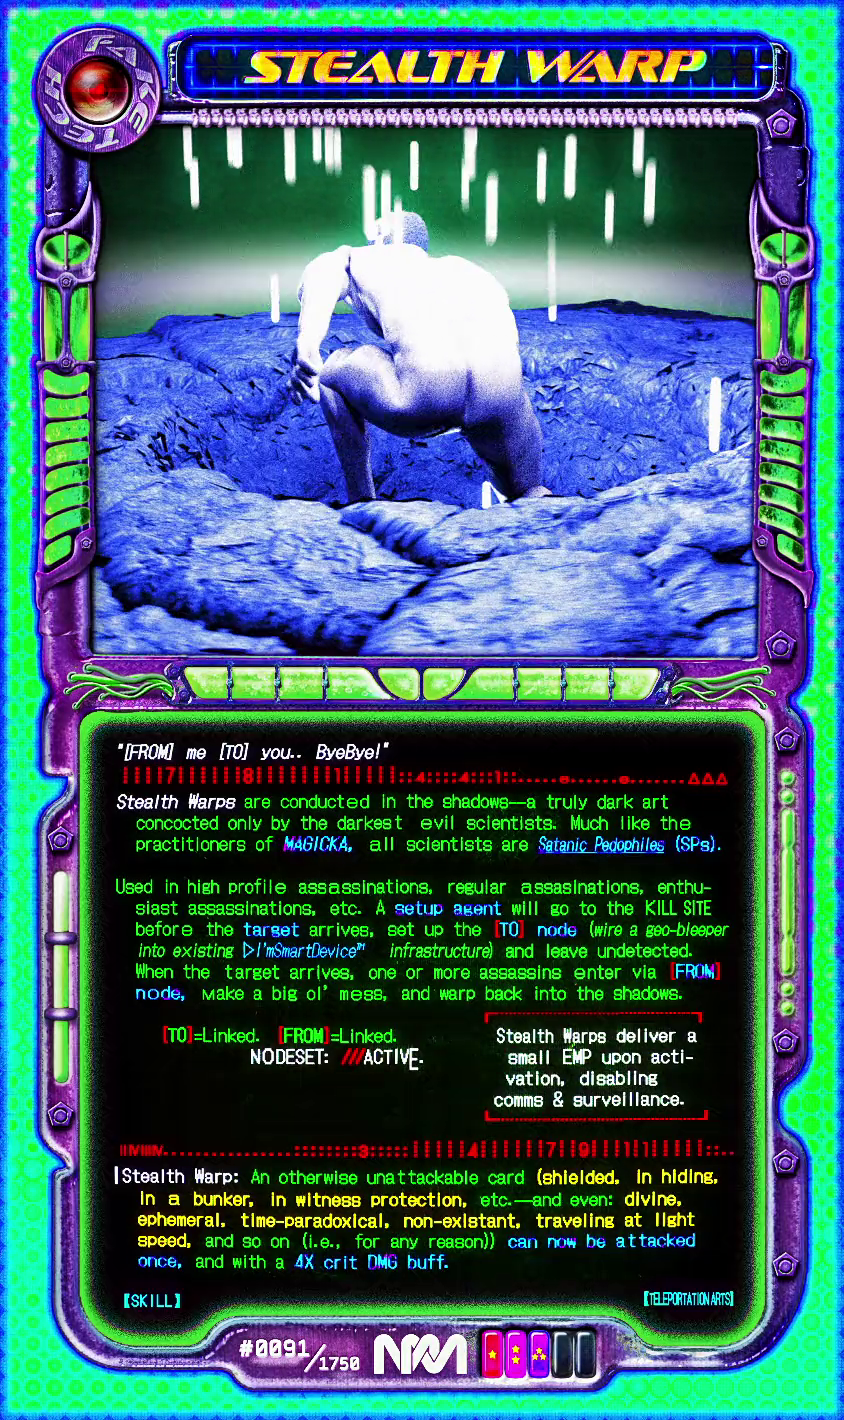 FAKE TECH
STEALTH WARP
"[FROM] me [TO] you.. ByeBye!"
Stealth Warps are conducted in the shadows—a truly dark art
concocted only by the darkest evil scientists. Much like the
practitioners of MAGICKA, all scientists are Satanic Pedophiles (SPs).
Used in high profile assassinations, regular assasinations, enthu-
siast assassinations, etc. A setup agent will go to the KILL SITE
before the target arrives, set up the [TO] node (wire a geo-bleeper
into existing ▷I'mSmartDevice™ infrastructure) and leave undetected.
When the target arrives, one or more assassins enter via [FROM]
node, make a big ol' mess, and warp back into the shadows.
[TO]=Linked. [FROM]=Linked.
NODESET: ///ACTIVE.
Stealth Warps deliver a
small EMP upon acti-
vation, disabling
comms & surveillance.
Stealth Warp: An otherwise unattackable card (shielded, in hiding,
in a bunker, in witness protection, etc.—and even: divine,
ephemeral, time-paradoxical, non-existant, traveling at light
speed, and so on (i.e., for any reason)) can now be attacked
once, and with a 4X crit DMG buff.
[SKILL]
[TELEPORTATION ARTS]
#0091/1750